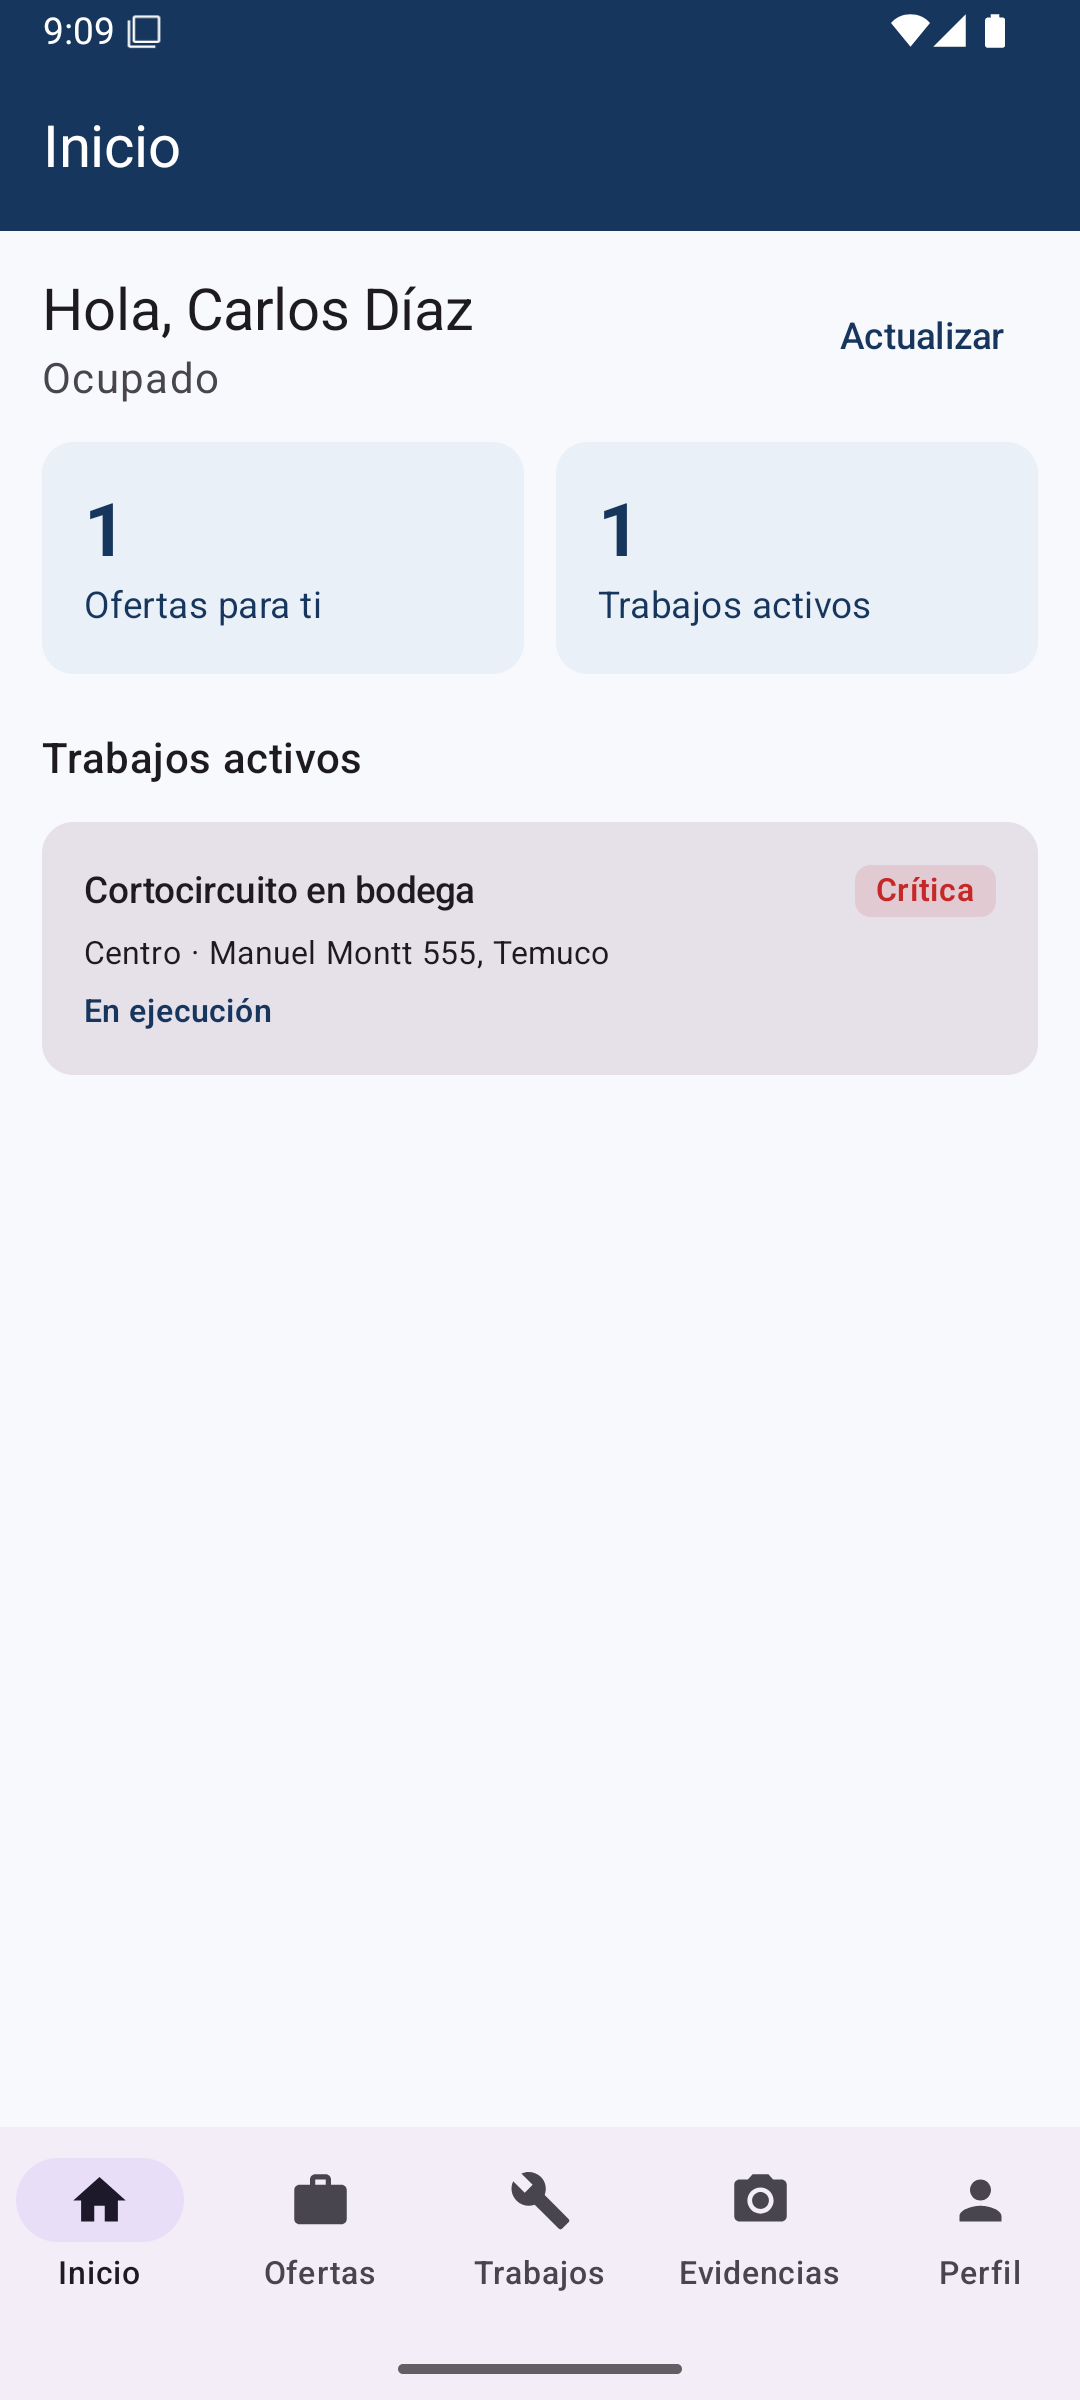 9:09
Inicio
Hola, Carlos Díaz
Ocupado
Actualizar
1
Ofertas para ti
1
Trabajos activos
Trabajos activos
Cortocircuito en bodega
Crítica
Centro · Manuel Montt 555, Temuco
En ejecución
Inicio
Ofertas
Trabajos
Evidencias
Perfil